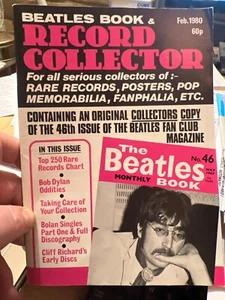 BEATLES BOOK &
Feb. 1980
60p
RECORD
COLLECTOR
For all serious collectors of :-
RARE RECORDS, POSTERS, POP
MEMORABILIA, FANPHALIA, ETC.
CONTAINING AN ORIGINAL COLLECTORS COPY
OF THE 46th ISSUE OF THE BEATLES FAN CLUB
MAGAZINE
IN THIS ISSUE
Top 250 Rare
Records Chart •
Bob Dylan
Oddities •
Taking Care of
Your Collection •
Bolan Singles
Part One & Full
Discography •
Cliff Richard's
Early Discs •
The
Beatles
MONTHLY BOOK
No. 46